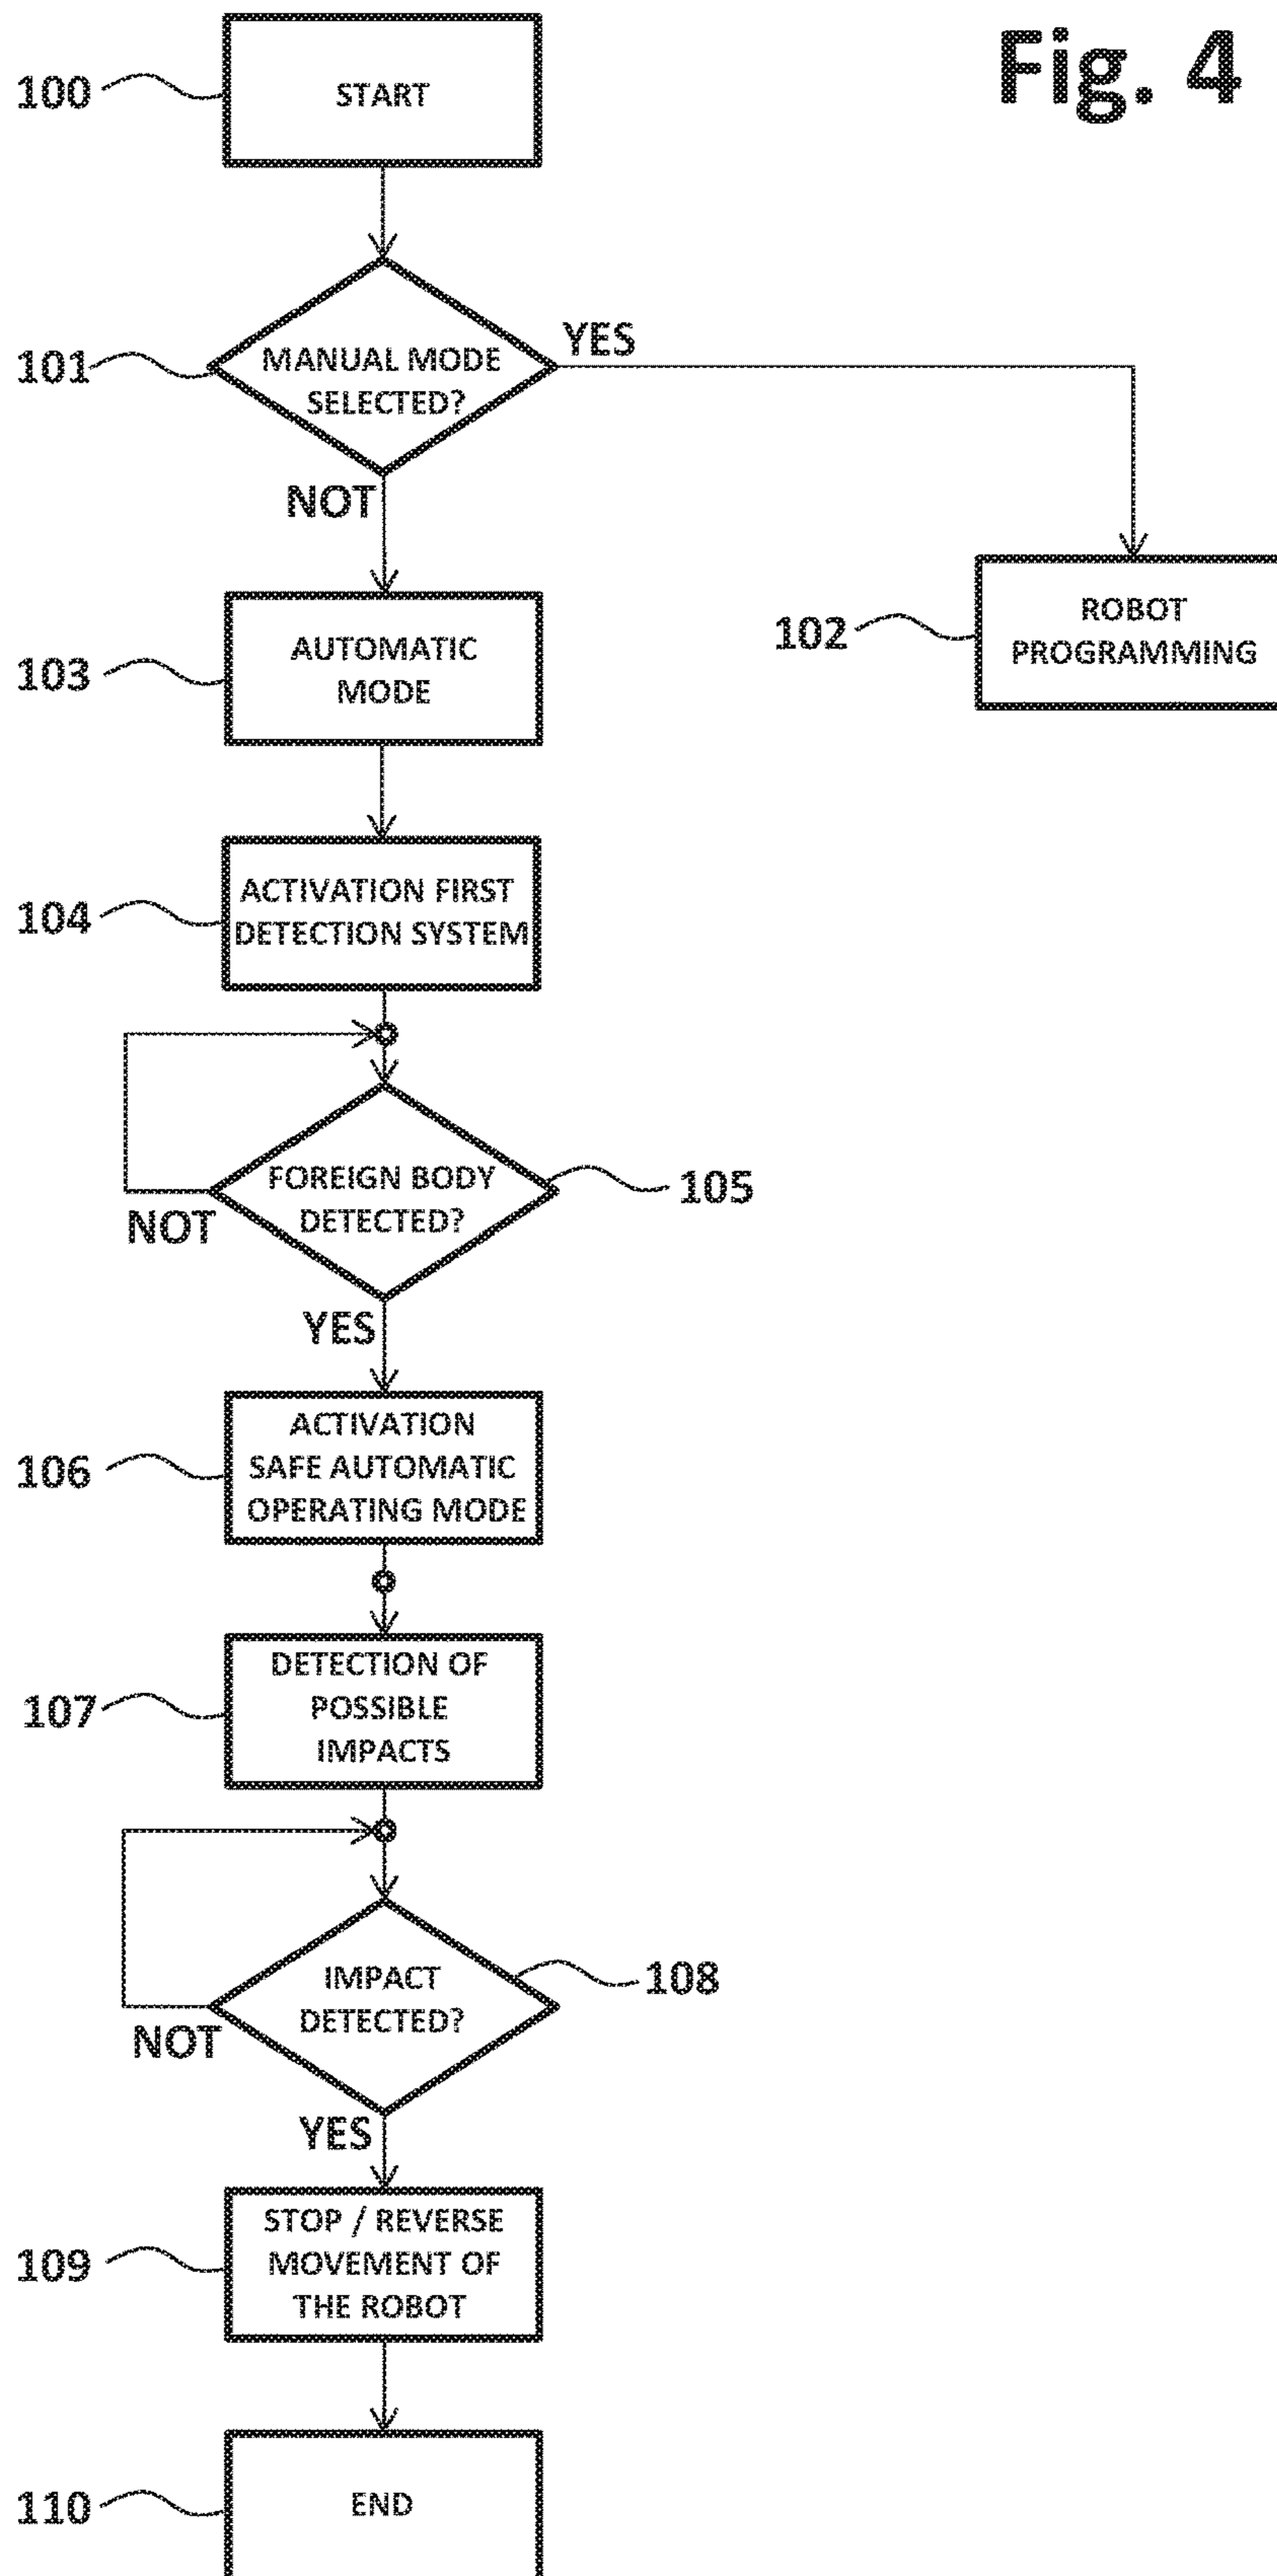 Fig. 4
100
START
101
MANUAL MODE
SELECTED?
YES
NOT
102
ROBOT
PROGRAMMING
103
AUTOMATIC
MODE
104
ACTIVATION FIRST
DETECTION SYSTEM
FOREIGN BODY
DETECTED?
105
NOT
YES
106
ACTIVATION
SAFE AUTOMATIC
OPERATING MODE
107
DETECTION OF
POSSIBLE
IMPACTS
IMPACT
DETECTED?
108
NOT
YES
109
STOP / REVERSE
MOVEMENT OF
THE ROBOT
110
END